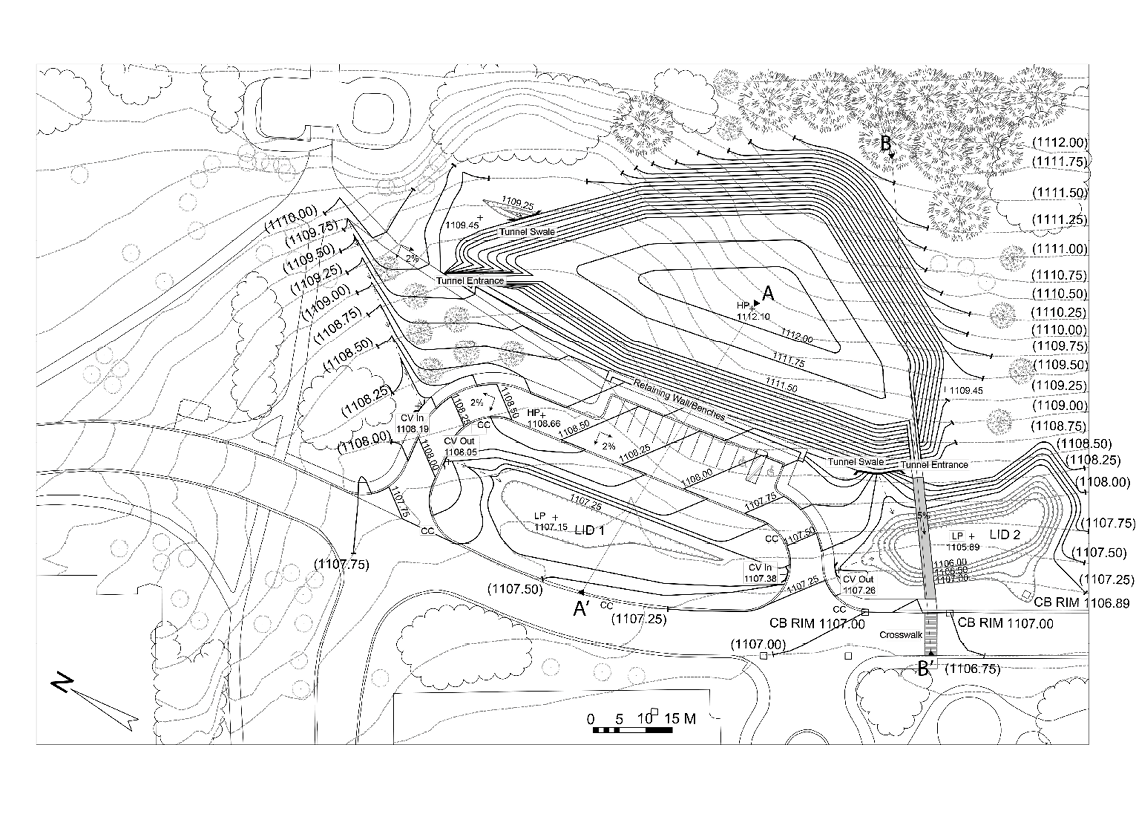 B
(1112.00)
(1111.75)
(1111.50)
(1111.25)
(1111.00)
(1110.75)
(1110.50)
(1110.25)
(1110.00)
(1109.75)
(1109.50)
(1109.25)
(1109.00)
(1108.75)
(1108.50)
(1108.25)
(1108.00)
(1107.75)
(1107.50)
(1107.25)
(1110.00)
(1109.75)
(1109.50)
(1109.25)
(1109.00)
(1108.75)
(1108.50)
(1108.25)
(1108.00)
1109.25
1109.45
Tunnel Swale
2%
Tunnel Entrance
A
HP
1112.10
1112.00
1111.75
1111.50
1109.45
Retaining Wall/Benches
CV In
1108.19
1108.25
2%
1108.50
CC
HP
1108.66
1108.50
2%
1108.25
CV Out
1108.05
1108.00
1107.75
CC
Tunnel Swale
Tunnel Entrance
5%
1107.25
LP
1107.15
LID 1
1107.75
CC
1107.50
CV In
1107.38
1107.25
CV Out
1107.26
CC
LP
1105.89
LID 2
1106.00
1106.50
1107.00
(1107.75)
(1107.50)
A'
CC
(1107.25)
CB RIM 1107.00
CB RIM 1106.89
CB RIM 1107.00
Crosswalk
(1107.00)
B'
(1106.75)
N
0 5 10 15 M